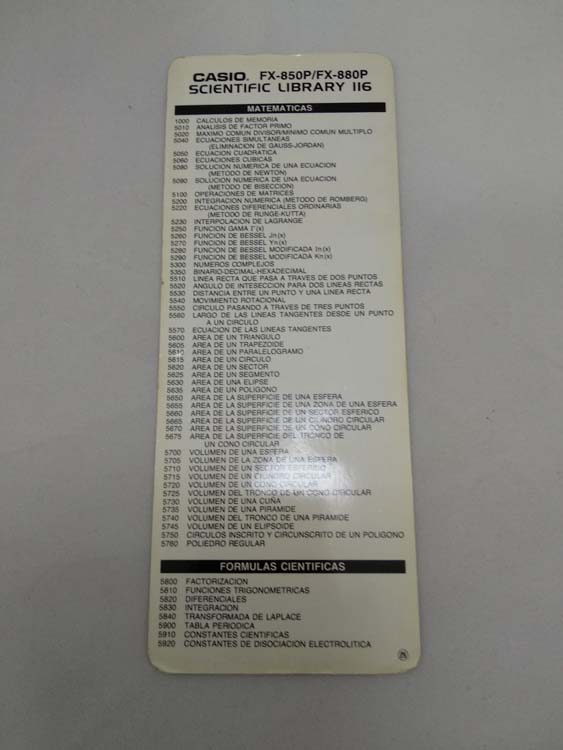 CASIO. FX-850P/FX-880P
SCIENTIFIC LIBRARY 116
MATEMATICAS
1000 CALCULOS DE MEMORIA
5010 ANALISIS DE FACTOR PRIMO
5020 MAXIMO COMUN DIVISOR/MINIMO COMUN MULTIPLO
5040 ECUACIONES SIMULTANEAS
(ELIMINACION DE GAUSS-JORDAN)
5050 ECUACION CUADRATICA
5060 ECUACIONES CUBICAS
5080 SOLUCION NUMERICA DE UNA ECUACION
(METODO DE NEWTON)
5090 SOLUCION NUMERICA DE UNA ECUACION
(METODO DE BISECCION)
5100 OPERACIONES DE MATRICES
5200 INTEGRACION NUMERICA (METODO DE ROMBERG)
5220 ECUACIONES DIFERENCIALES ORDINARIAS
(METODO DE RUNGE-KUTTA)
5230 INTERPOLACION DE LAGRANGE
5250 FUNCION GAMA Γ(x)
5260 FUNCION DE BESSEL Jn(x)
5270 FUNCION DE BESSEL Yn(x)
5280 FUNCION DE BESSEL MODIFICADA In(x)
5290 FUNCION DE BESSEL MODIFICADA Kn(x)
5300 NUMEROS COMPLEJOS
5350 BINARIO-DECIMAL-HEXADECIMAL
5510 LINEA RECTA QUE PASA A TRAVES DE DOS PUNTOS
5520 ANGULO DE INTESECCION PARA DOS LINEAS RECTAS
5530 DISTANCIA ENTRE UN PUNTO Y UNA LINEA RECTA
5540 MOVIMIENTO ROTACIONAL
5550 CIRCULO PASANDO A TRAVES DE TRES PUNTOS
5560 LARGO DE LAS LINEAS TANGENTES DESDE UN PUNTO
A UN CIRCULO
5570 ECUACION DE LAS LINEAS TANGENTES
5600 AREA DE UN TRIANGULO
5605 AREA DE UN TRAPEZOIDE
5610 AREA DE UN PARALELOGRAMO
5615 AREA DE UN CIRCULO
5620 AREA DE UN SECTOR
5625 AREA DE UN SEGMENTO
5630 AREA DE UNA ELIPSE
5635 AREA DE UN POLIGONO
5650 AREA DE LA SUPERFICIE DE UNA ESFERA
5655 AREA DE LA SUPERFICIE DE UNA ZONA DE UNA ESFERA
5660 AREA DE LA SUPERFICIE DE UN SECTOR ESFERICO
5665 AREA DE LA SUPERFICIE DE UN CILINDRO CIRCULAR
5670 AREA DE LA SUPERFICIE DE UN CONO CIRCULAR
5675 AREA DE LA SUPERFICIE DEL TRONCO DE
UN CONO CIRCULAR
5700 VOLUMEN DE UNA ESFERA
5705 VOLUMEN DE LA ZONA DE UNA ESFERA
5710 VOLUMEN DE UN SECTOR ESFERICO
5715 VOLUMEN DE UN CILINDRO CIRCULAR
5720 VOLUMEN DE UN CONO CIRCULAR
5725 VOLUMEN DEL TRONCO DE UN CONO CIRCULAR
5730 VOLUMEN DE UNA CUÑA
5735 VOLUMEN DE UNA PIRAMIDE
5740 VOLUMEN DEL TRONCO DE UNA PIRAMIDE
5745 VOLUMEN DE UN ELIPSOIDE
5750 CIRCULOS INSCRITO Y CIRCUNSCRITO DE UN POLIGONO
5760 POLIEDRO REGULAR
FORMULAS CIENTIFICAS
5800 FACTORIZACION
5810 FUNCIONES TRIGONOMETRICAS
5820 DIFERENCIALES
5830 INTEGRACION
5840 TRANSFORMADA DE LAPLACE
5900 TABLA PERIODICA
5910 CONSTANTES CIENTIFICAS
5920 CONSTANTES DE DISOCIACION ELECTROLITICA